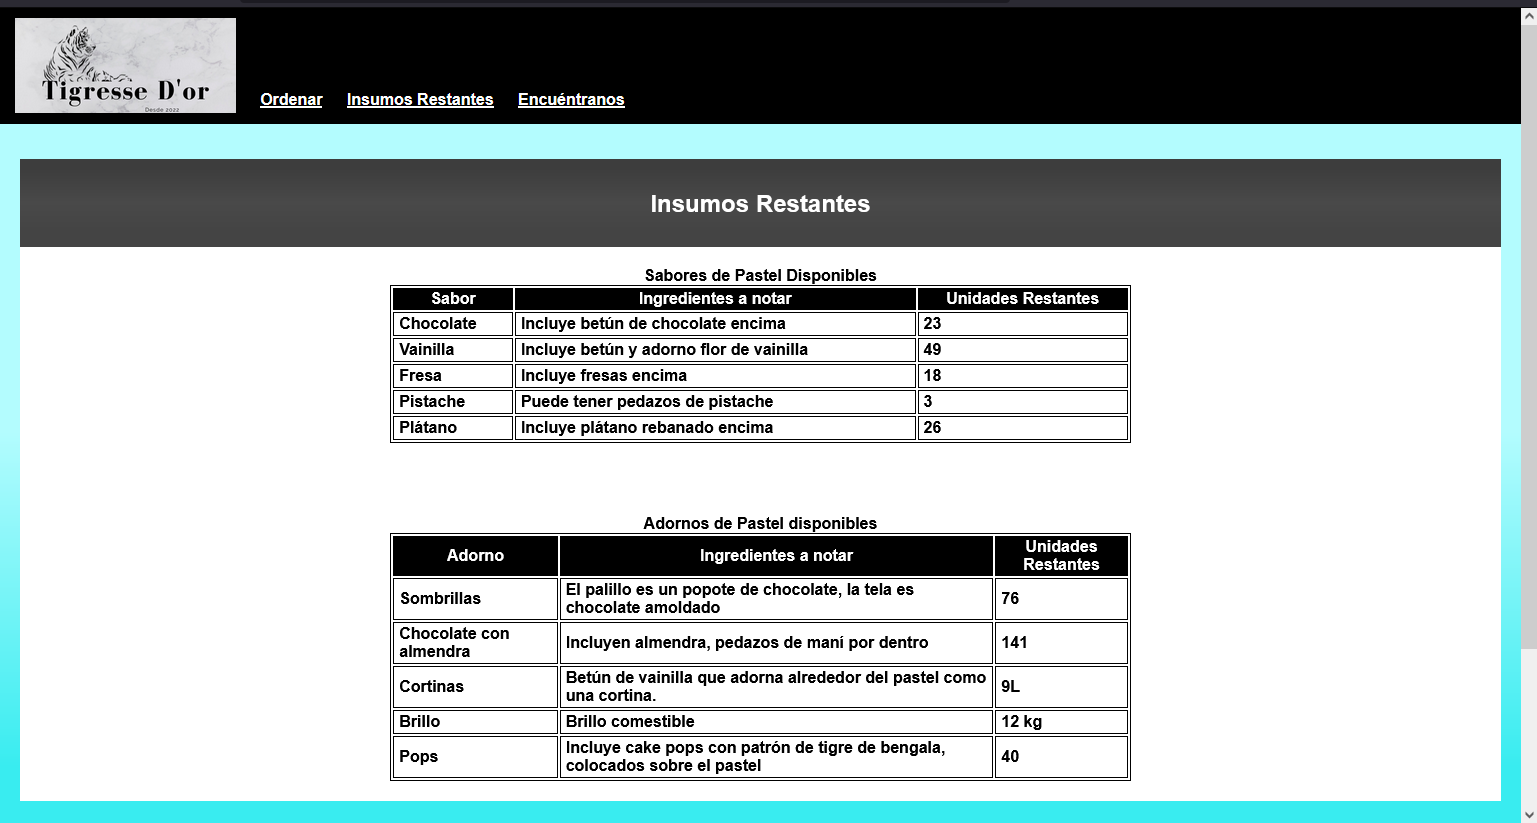 Tigresse D'or
Desde 2022
Ordenar Insumos Restantes Encuéntranos
Insumos Restantes
Sabores de Pastel Disponibles
Sabor Ingredientes a notar Unidades Restantes
Chocolate Incluye betún de chocolate encima 23
Vainilla Incluye betún y adorno flor de vainilla 49
Fresa Incluye fresas encima 18
Pistache Puede tener pedazos de pistache 3
Plátano Incluye plátano rebanado encima 26
Adornos de Pastel disponibles
Adorno Ingredientes a notar Unidades
Restantes
Sombrillas El palillo es un popote de chocolate, la tela es
chocolate amoldado 76
Chocolate con
almendra Incluyen almendra, pedazos de maní por dentro 141
Cortinas Betún de vainilla que adorna alrededor del pastel como
una cortina. 9L
Brillo Brillo comestible 12 kg
Pops Incluye cake pops con patrón de tigre de bengala,
colocados sobre el pastel 40